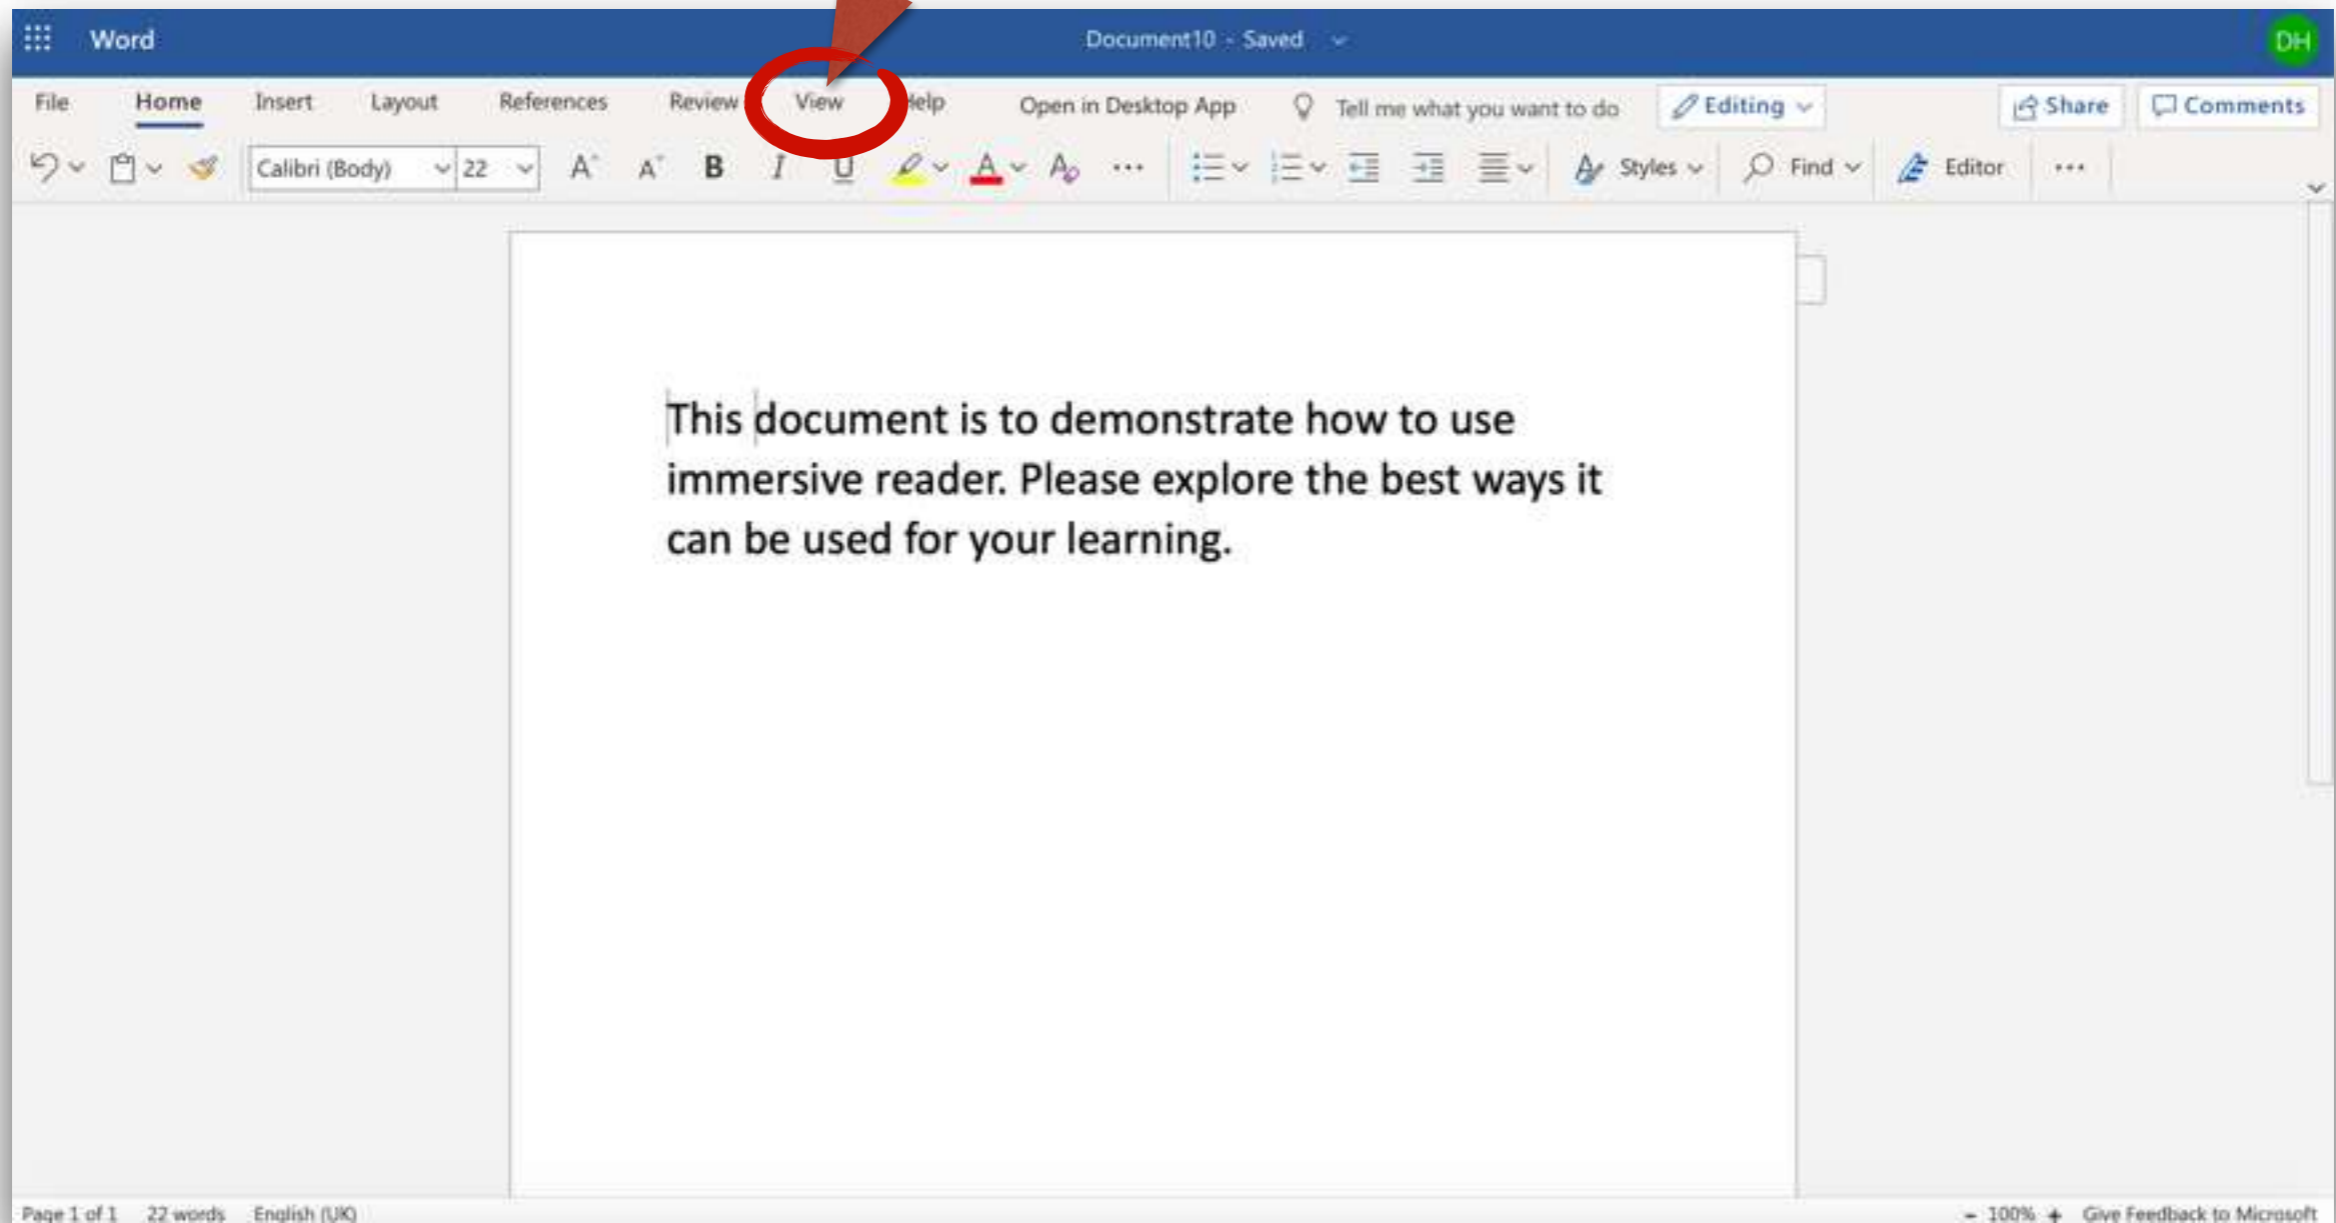 Word
Document10 - Saved
DH
File Home Insert Layout References Review View Help Open in Desktop App Tell me what you want to do Editing Share Comments
Calibri (Body) 22 A A B I U A A Styles Find Editor
This document is to demonstrate how to use
immersive reader. Please explore the best ways it
can be used for your learning.
Page 1 of 1 22 words English (UK) - 100% + Give Feedback to Microsoft